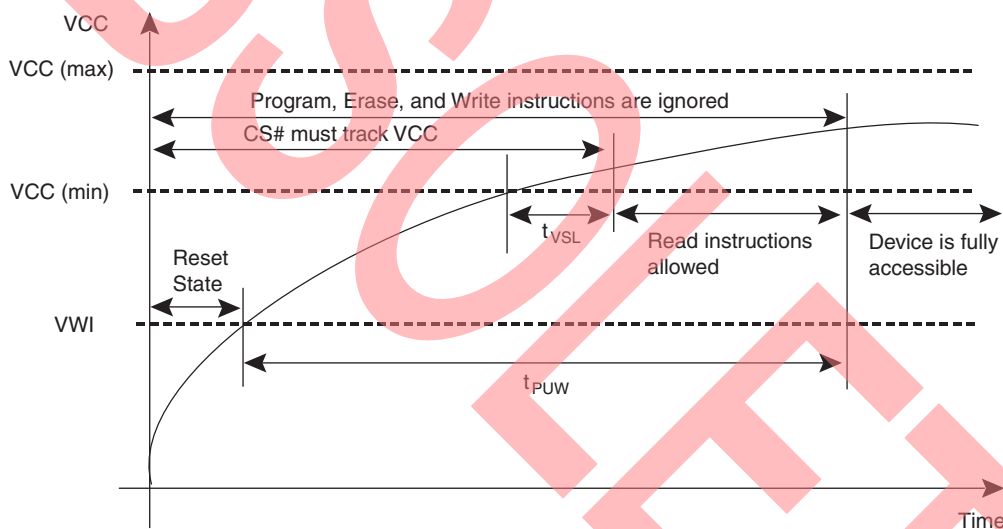 VCC
VCC (max)
Program, Erase, and Write instructions are ignored
CS# must track VCC
VCC (min)
tVSL
Read instructions
allowed
Device is fully
accessible
Reset
State
VWI
tPUW
Time